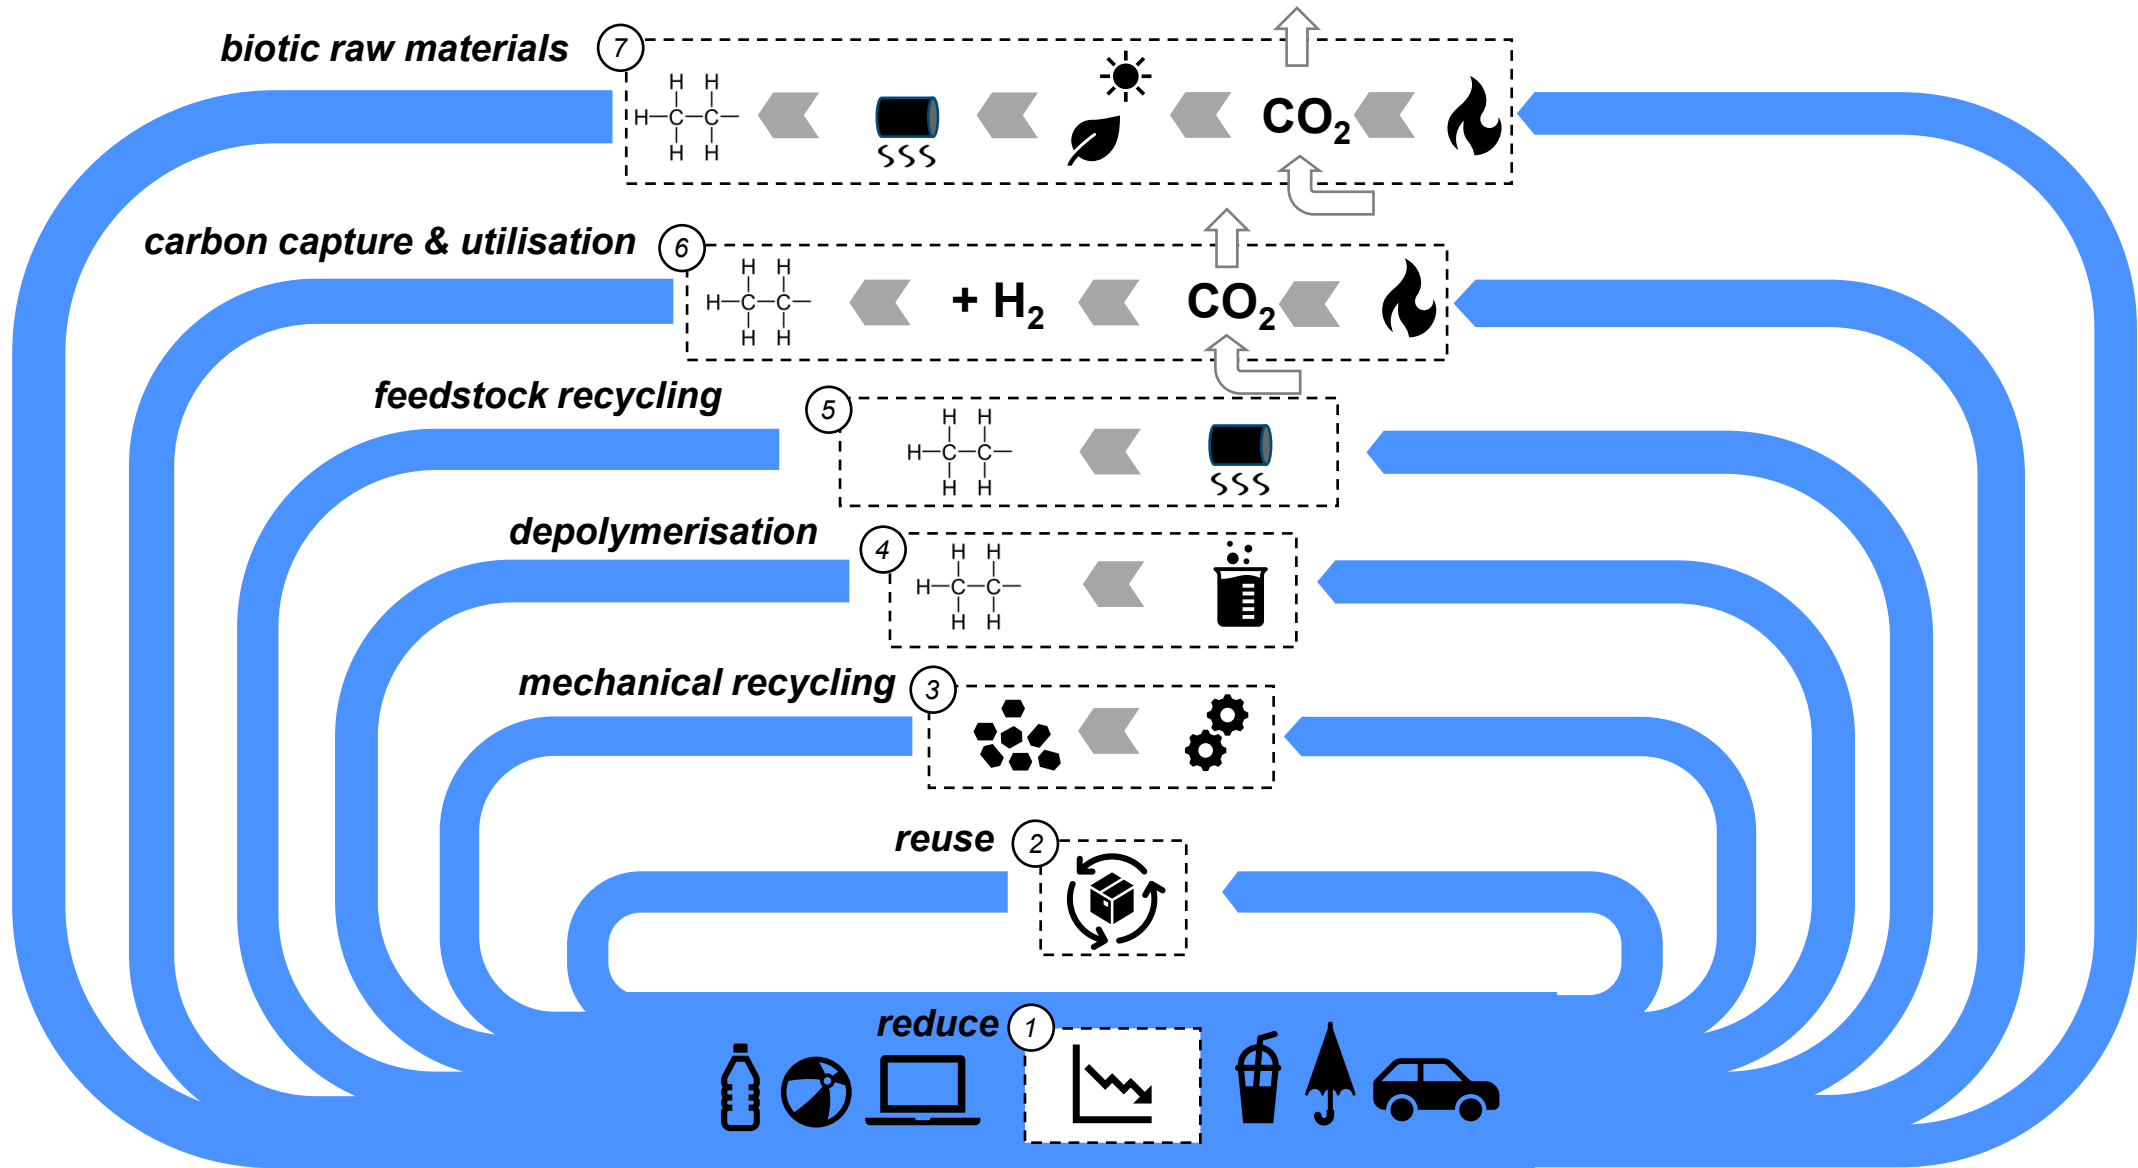 biotic raw materials
7
H H
H C C
H H
CO2
carbon capture & utilisation
6
H H
H C C
H H
+ H2
CO2
feedstock recycling
5
H H
H C C
H H
depolymerisation
4
H H
H C C
H H
mechanical recycling
3
reuse
2
reduce
1